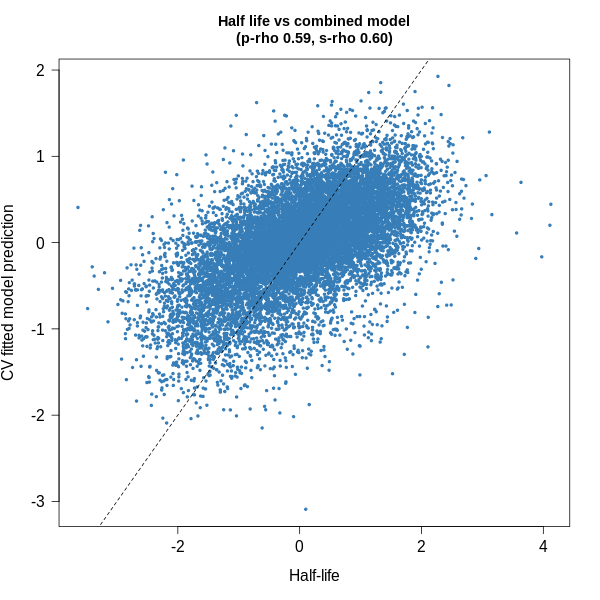 Half life vs combined model
(p-rho 0.59, s-rho 0.60)
2
1
0
-1
-2
-3
CV fitted model prediction
-2
0
2
4
Half-life